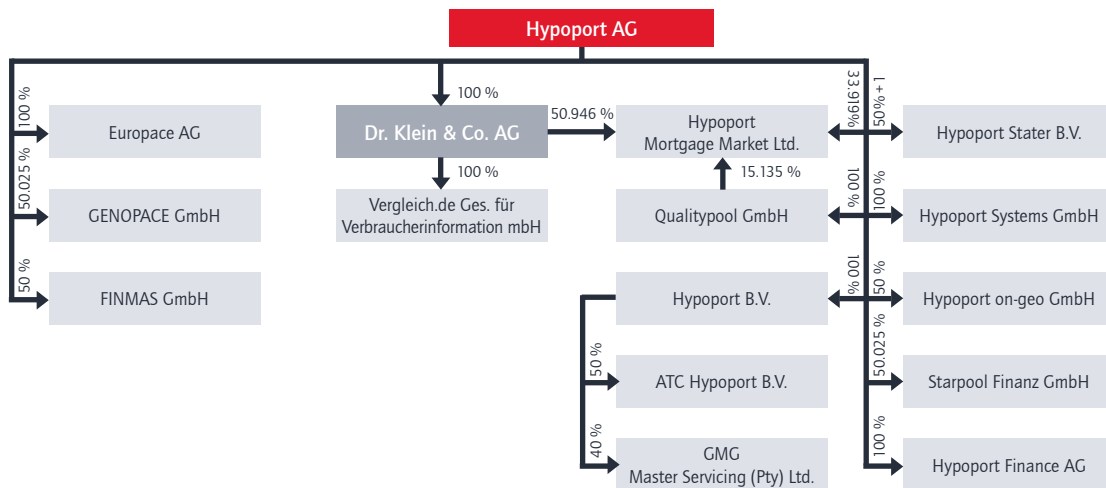 Hypoport AG
100 %
Europace AG
50.025 %
GENOPACE GmbH
50 %
FINMAS GmbH
100 %
Dr. Klein & Co. AG
50.946 %
100 %
Vergleich.de Ges. für
Verbraucherinformation mbH
Hypoport
Mortgage Market Ltd.
33.919%
15.135 %
Qualitypool GmbH
100 %
Hypoport B.V.
100 %
50 %
ATC Hypoport B.V.
40 %
GMG
Master Servicing (Pty) Ltd.
50% + 1
Hypoport Stater B.V.
100 %
Hypoport Systems GmbH
50 %
Hypoport on-geo GmbH
50.025 %
Starpool Finanz GmbH
100 %
Hypoport Finance AG